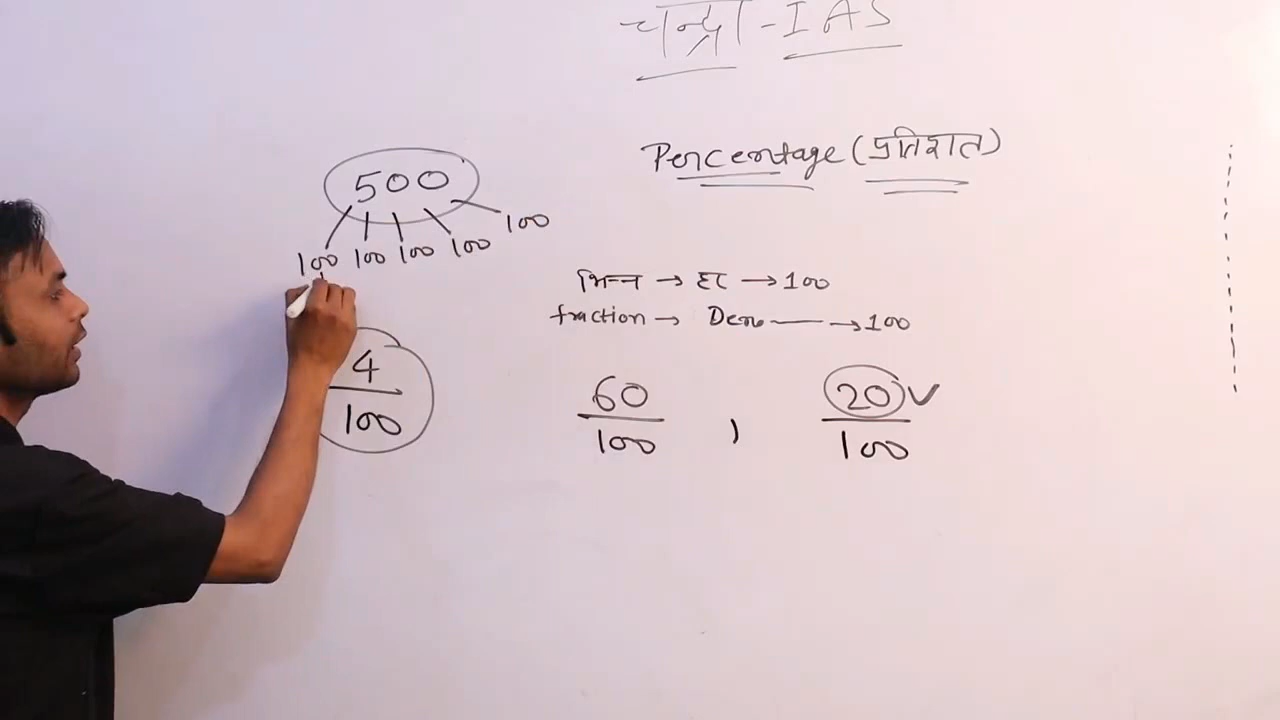 चन्द्रा - IAS
Percentage (प्रतिशत)
500
100 100 100 100 100
भिन्न → हर → 100
fraction → Deno → 100
4
100
60
100
,
20 ✓
100